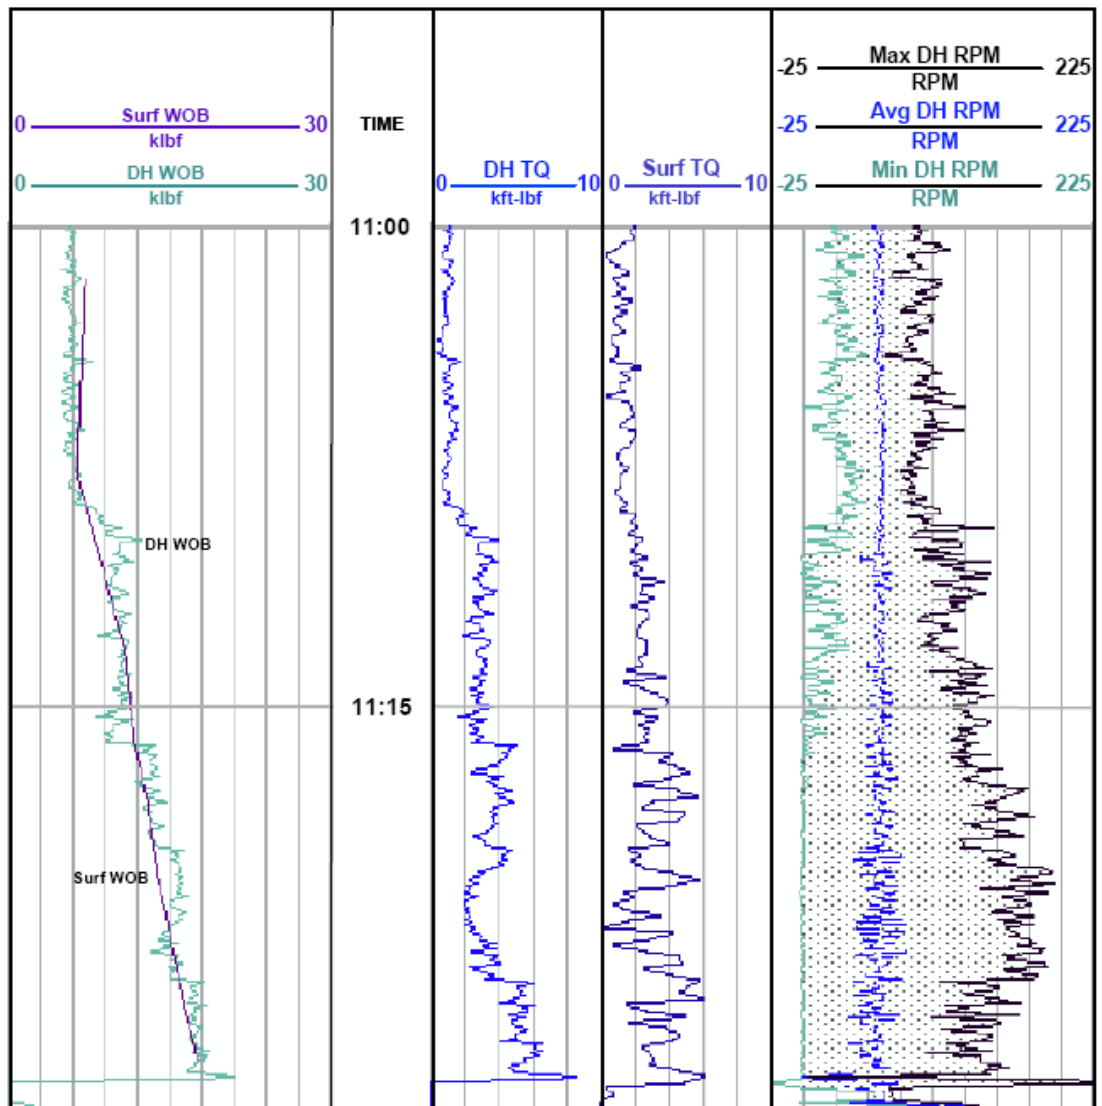 Max DH RPM
-25 225
RPM
Surf WOB
0 30
klbf
TIME
Avg DH RPM
-25 225
RPM
DH WOB
0 30
klbf
DH TQ
0 10
kft-lbf
Surf TQ
0 10
kft-lbf
Min DH RPM
-25 225
RPM
11:00
DH WOB
11:15
Surf WOB